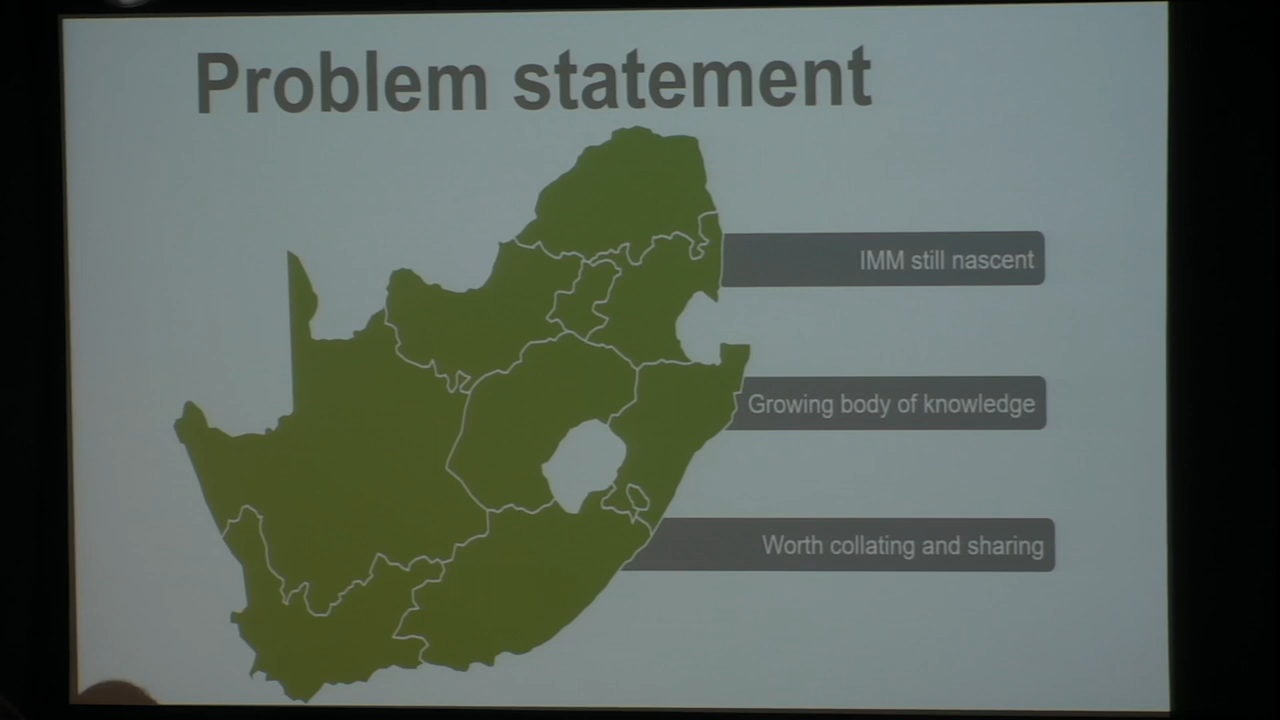 Problem statement
IMM still nascent
Growing body of knowledge
Worth collating and sharing